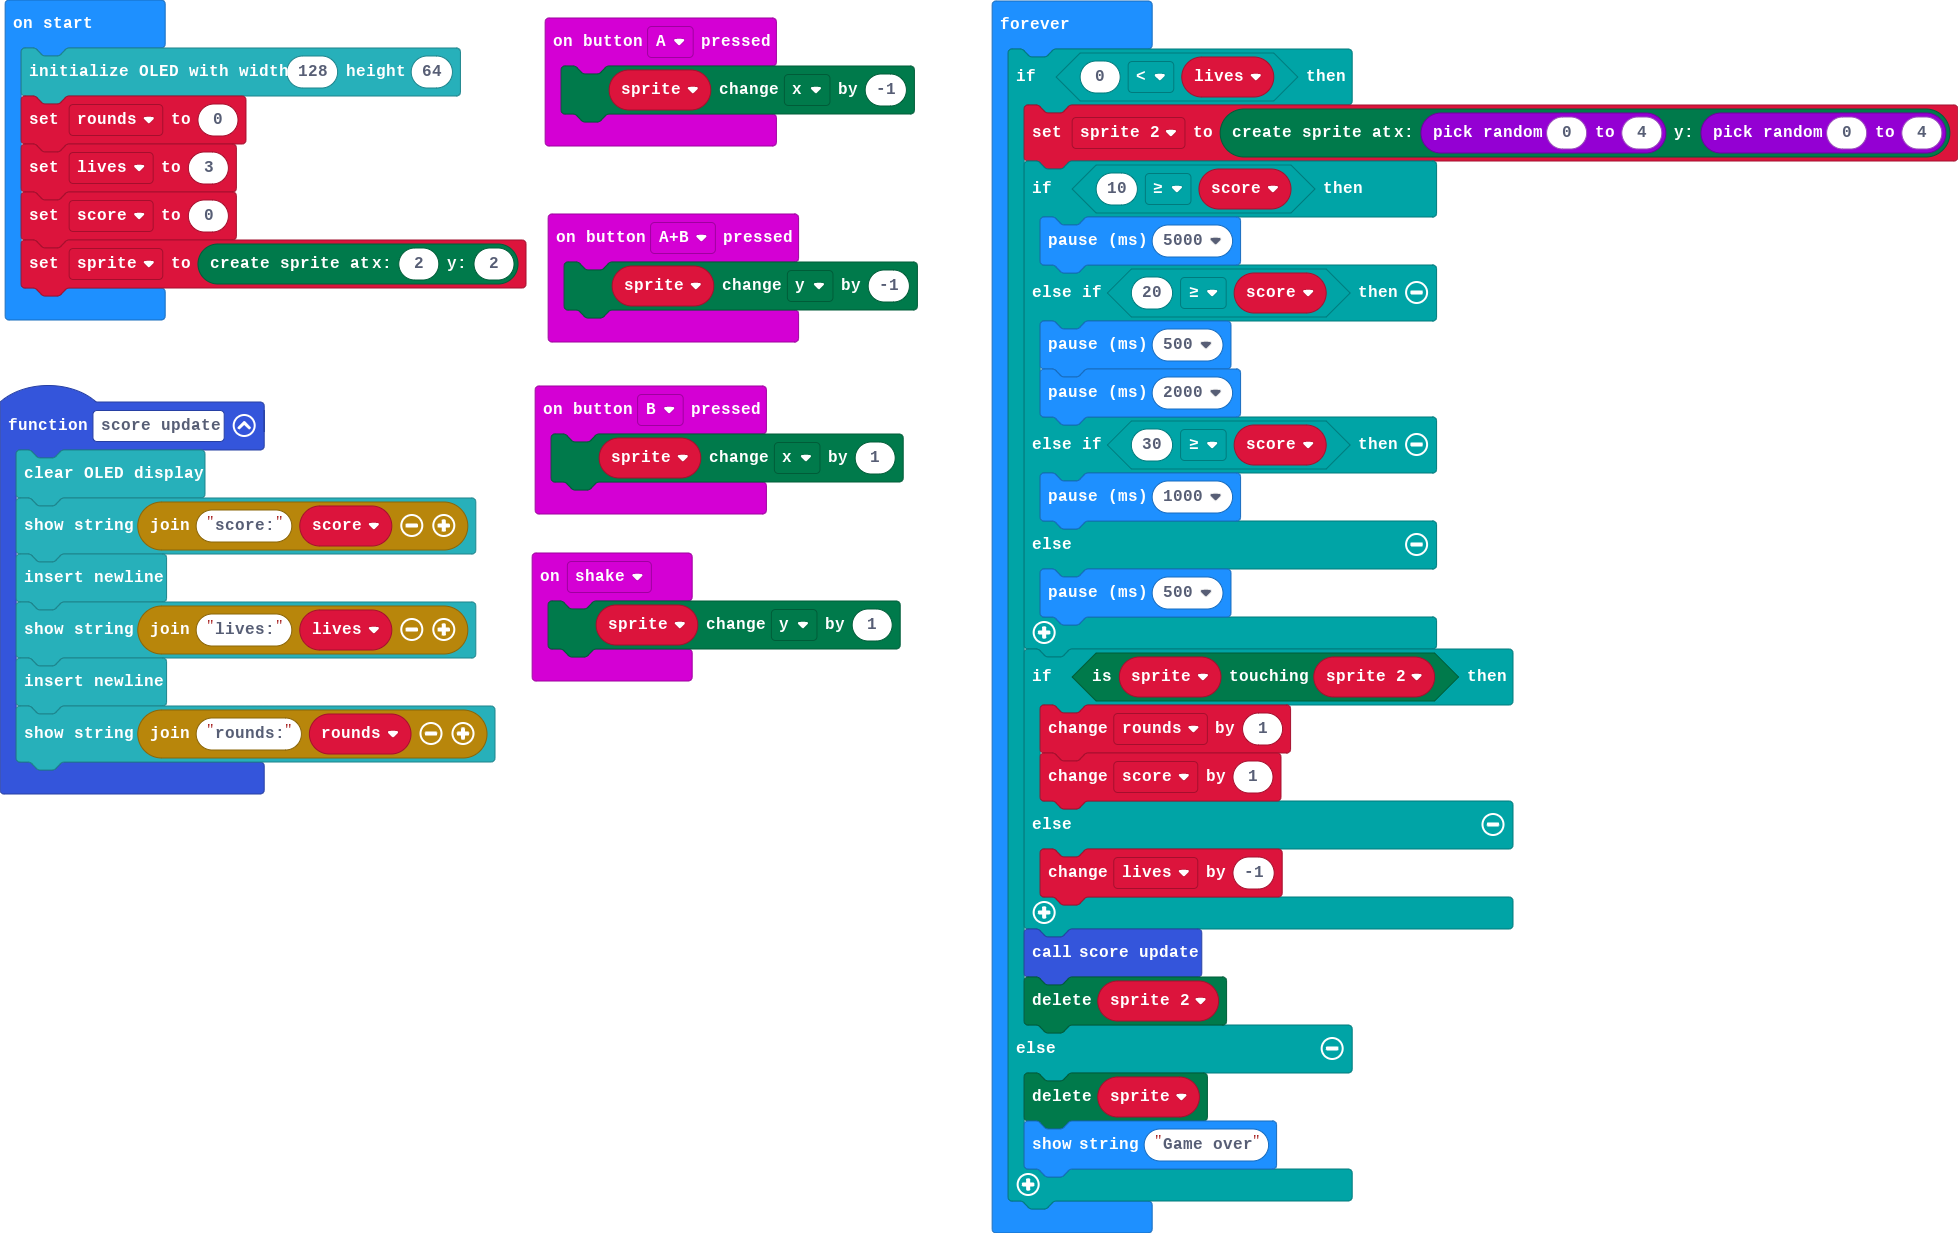 on start
initialize OLED with width 128 height 64
set rounds to 0
set lives to 3
set score to 0
set sprite to create sprite at x: 2 y: 2
function score update
clear OLED display
show string join "score:" score
insert newline
show string join "lives:" lives
insert newline
show string join "rounds:" rounds
on button A pressed
sprite change x by -1
on button A+B pressed
sprite change y by -1
on button B pressed
sprite change x by 1
on shake
sprite change y by 1
forever
if 0 < lives then
set sprite 2 to create sprite at x: pick random 0 to 4 y: pick random 0 to 4
if 10 ≥ score then
pause (ms) 5000
else if 20 ≥ score then
pause (ms) 500
pause (ms) 2000
else if 30 ≥ score then
pause (ms) 1000
else
pause (ms) 500
if is sprite touching sprite 2 then
change rounds by 1
change score by 1
else
change lives by -1
call score update
delete sprite 2
else
delete sprite
show string "Game over"